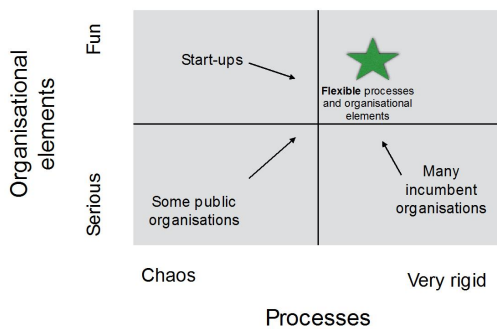 Organisational
elements
Fun
Serious
Start-ups
Flexible processes
and organisational
elements
Some public
organisations
Many
incumbent
organisations
Chaos
Very rigid
Processes